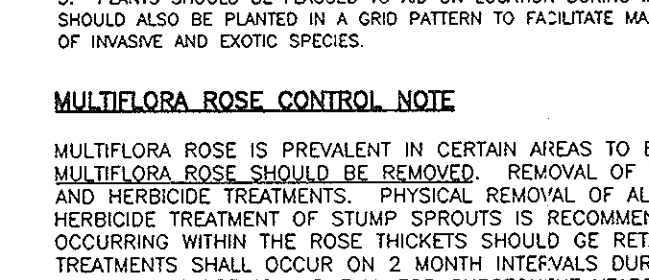 SHOULD ALSO BE PLANTED IN A GRID PATTERN TO FACILITATE MA
OF INVASIVE AND EXOTIC SPECIES.
MULTIFLORA ROSE CONTROL NOTE
MULTIFLORA ROSE IS PREVALENT IN CERTAIN AREAS TO
MULTIFLORA ROSE SHOULD BE REMOVED. REMOVAL OF
AND HERBICIDE TREATMENTS. PHYSICAL REMOVAL OF AL
HERBICIDE TREATMENT OF STUMP SPROUTS IS RECOMMEN
OCCURRING WITHIN THE ROSE THICKETS SHOULD GE RET
TREATMENTS SHALL OCCUR ON 2 MONTH INTERVALS DUR